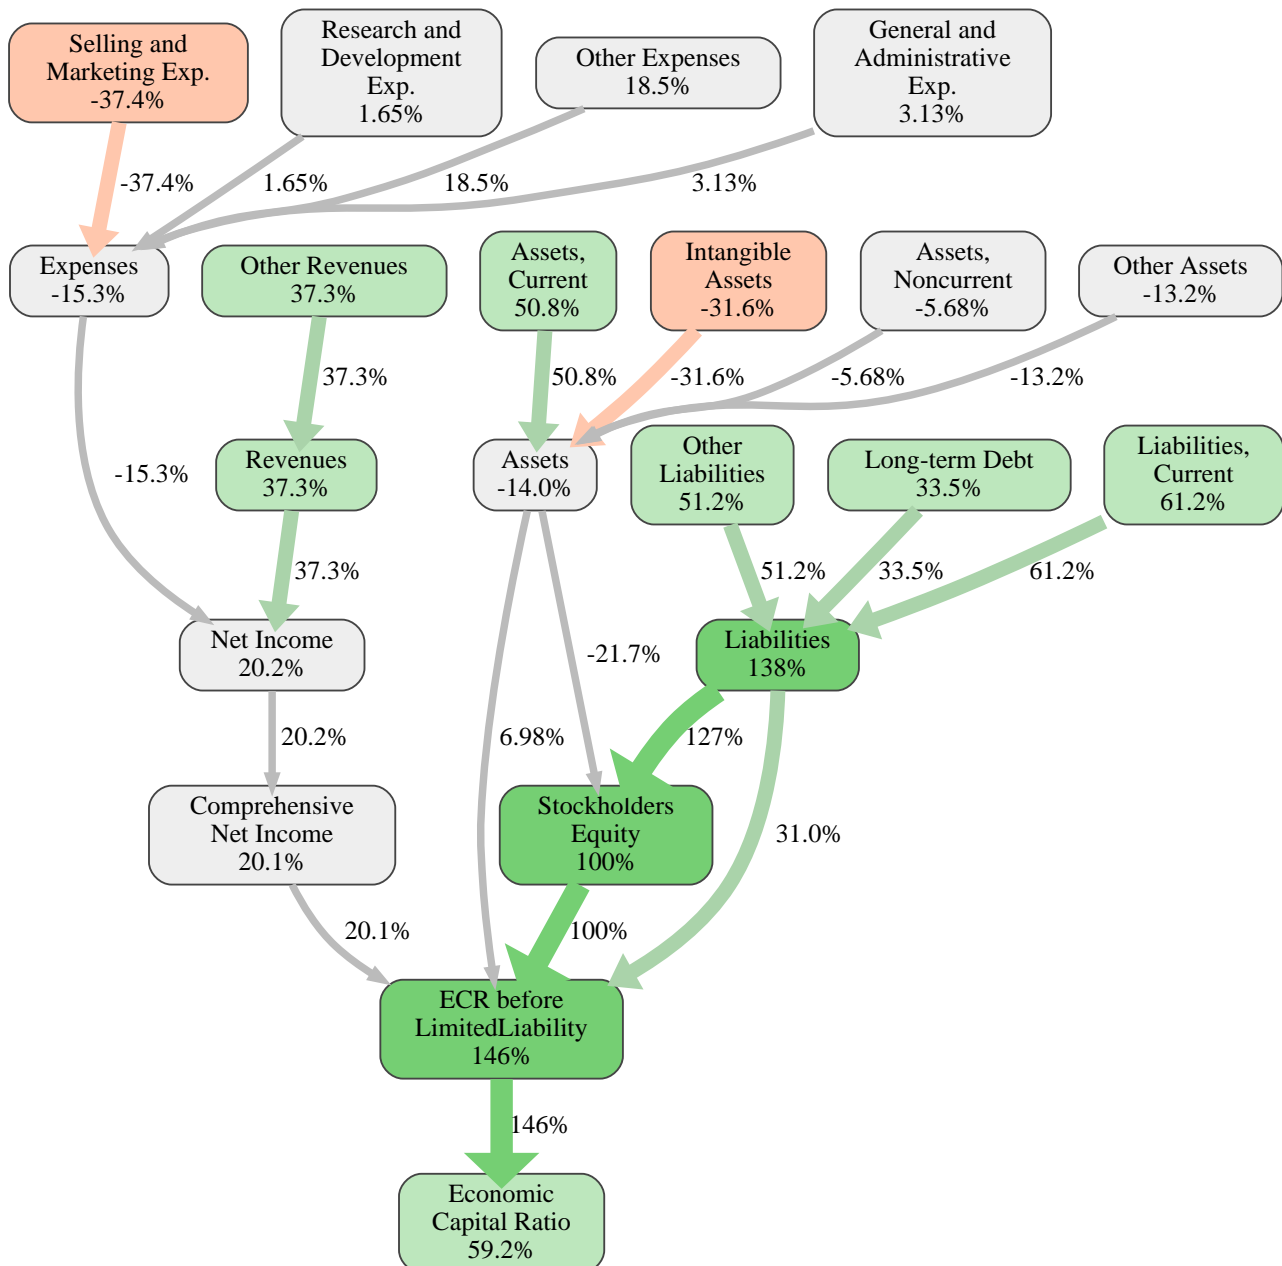 Selling and
Marketing Exp.
-37.4%
Research and
Development
Exp.
1.65%
Other Expenses
18.5%
General and
Administrative
Exp.
3.13%
-37.4%
1.65%
18.5%
3.13%
Expenses
-15.3%
Other Revenues
37.3%
Assets,
Current
50.8%
Intangible
Assets
-31.6%
Assets,
Noncurrent
-5.68%
Other Assets
-13.2%
37.3%
50.8%
-31.6%
-5.68%
-13.2%
-15.3%
Revenues
37.3%
Assets
-14.0%
Other
Liabilities
51.2%
Long-term Debt
33.5%
Liabilities,
Current
61.2%
37.3%
51.2%
33.5%
61.2%
Net Income
20.2%
-21.7%
Liabilities
138%
20.2%
6.98%
127%
Comprehensive
Net Income
20.1%
Stockholders
Equity
100%
31.0%
20.1%
100%
ECR before
LimitedLiability
146%
146%
Economic
Capital Ratio
59.2%